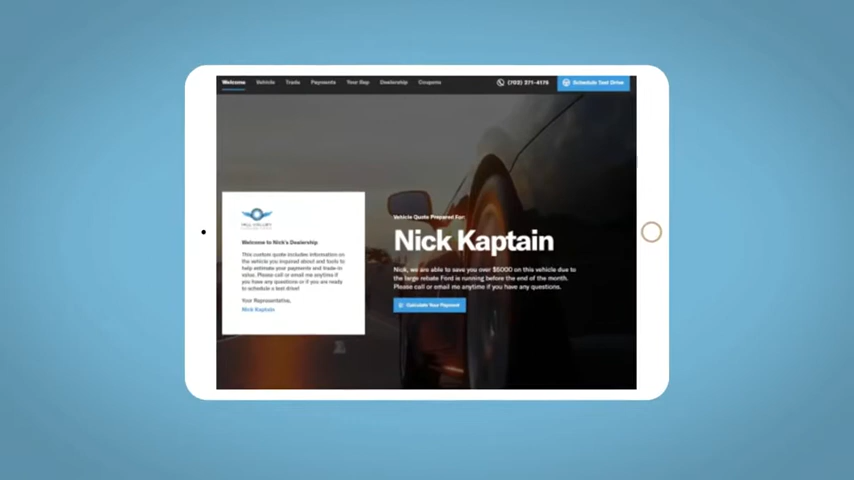 Welcome Vehicle Trade Payments Your Rep Dealership Coupons (702) 271-4175 Schedule Test Drive
Vehicle Quote Prepared For:
Nick Kaptain
Nick, we are able to save you over $5000 on this vehicle due to
the large rebate Ford is running before the end of the month.
Please call or email me anytime if you have any questions.
Calculate Your Payment
HILL VALLEY
Welcome to Nick's Dealership
This custom quote includes information on
the vehicle you inquired about and tools to
help estimate your payments and trade-in
value. Please call or email me anytime if
you have any questions or if you are ready
to schedule a test drive!
Your Representative,
Nick Kaptain